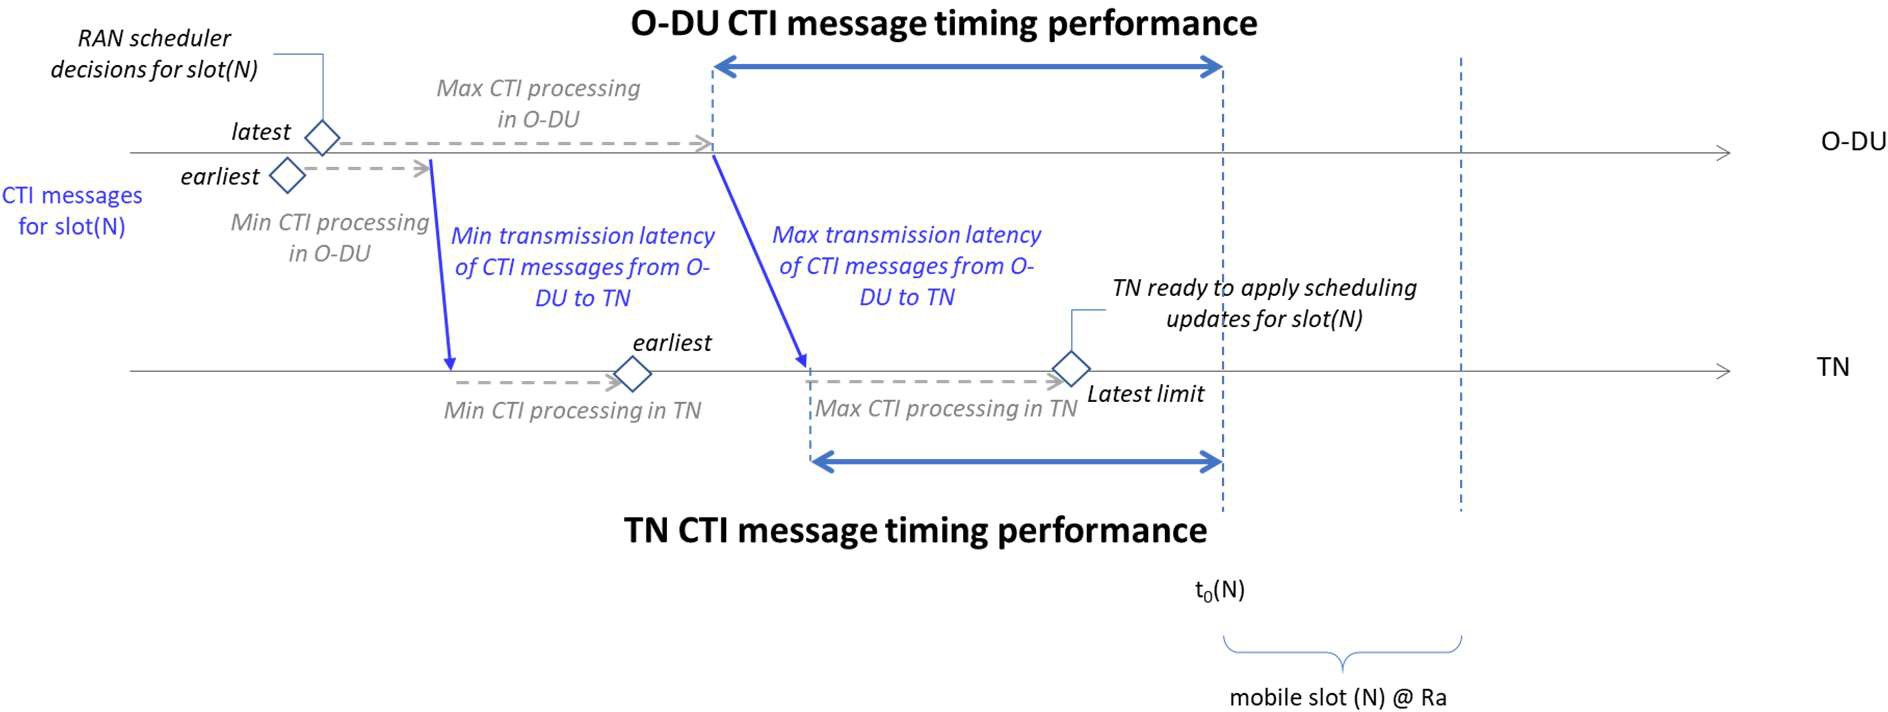 O-DU CTI message timing performance
RAN scheduler
decisions for slot(N)
Max CTI processing
in O-DU
latest
O-DU
earliest
CTI messages
for slot(N)
Min CTI processing
in O-DU
Min transmission latency
of CTI messages from O-
DU to TN
Max transmission latency
of CTI messages from O-
DU to TN
TN ready to apply scheduling
updates for slot(N)
earliest
TN
Min CTI processing in TN
Max CTI processing in TN
Latest limit
TN CTI message timing performance
t0(N)
mobile slot (N) @ Ra